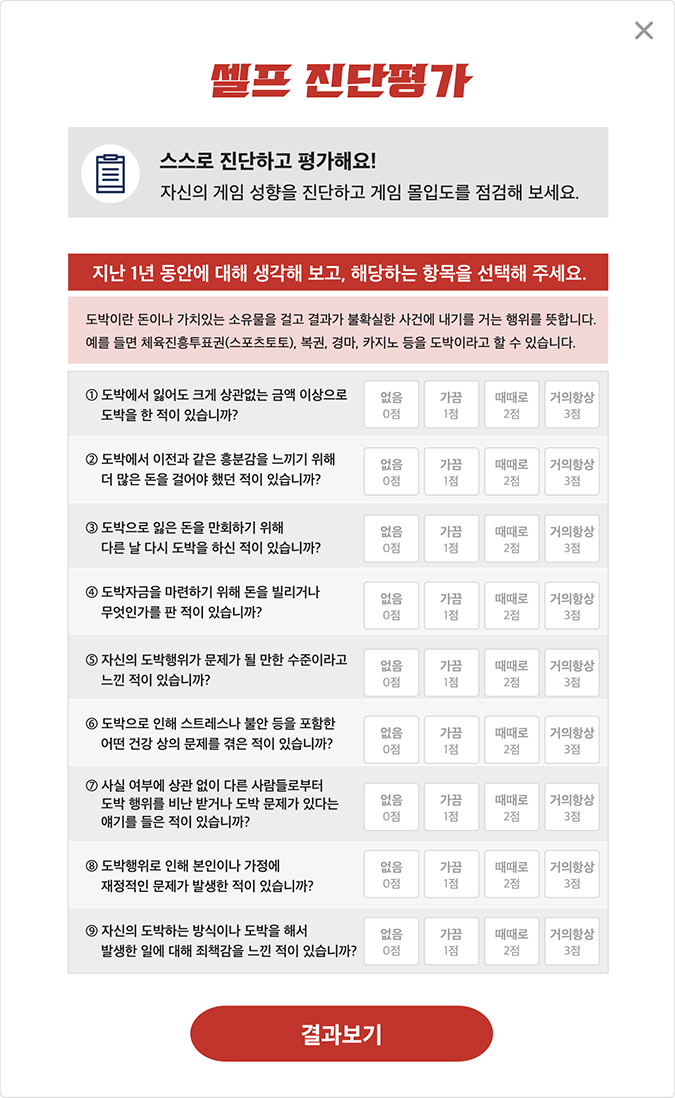 셀프 진단평가
스스로 진단하고 평가해요!
자신의 게임 성향을 진단하고 게임 몰입도를 점검해 보세요.
지난 1년 동안에 대해 생각해 보고, 해당하는 항목을 선택해 주세요.
도박이란 돈이나 가치있는 소유물을 걸고 결과가 불확실한 사건에 내기를 거는 행위를 뜻합니다.
예를 들면 체육진흥투표권(스포츠토토), 복권, 경마, 카지노 등을 도박이라고 할 수 있습니다.
① 도박에서 잃어도 크게 상관없는 금액 이상으로
도박을 한 적이 있습니까?
없음 가끔 때때로 거의항상
0점 1점 2점 3점
② 도박에서 이전과 같은 흥분감을 느끼기 위해
더 많은 돈을 걸어야 했던 적이 있습니까?
없음 가끔 때때로 거의항상
0점 1점 2점 3점
③ 도박으로 잃은 돈을 만회하기 위해
다른 날 다시 도박을 하신 적이 있습니까?
없음 가끔 때때로 거의항상
0점 1점 2점 3점
④ 도박자금을 마련하기 위해 돈을 빌리거나
무엇인가를 판 적이 있습니까?
없음 가끔 때때로 거의항상
0점 1점 2점 3점
⑤ 자신의 도박행위가 문제가 될 만한 수준이라고
느낀 적이 있습니까?
없음 가끔 때때로 거의항상
0점 1점 2점 3점
⑥ 도박으로 인해 스트레스나 불안 등을 포함한
어떤 건강 상의 문제를 겪은 적이 있습니까?
없음 가끔 때때로 거의항상
0점 1점 2점 3점
⑦ 사실 여부에 상관 없이 다른 사람들로부터
도박 행위를 비난 받거나 도박 문제가 있다는
얘기를 들은 적이 있습니까?
없음 가끔 때때로 거의항상
0점 1점 2점 3점
⑧ 도박행위로 인해 본인이나 가정에
재정적인 문제가 발생한 적이 있습니까?
없음 가끔 때때로 거의항상
0점 1점 2점 3점
⑨ 자신의 도박하는 방식이나 도박을 해서
발생한 일에 대해 죄책감을 느낀 적이 있습니까?
없음 가끔 때때로 거의항상
0점 1점 2점 3점
결과보기